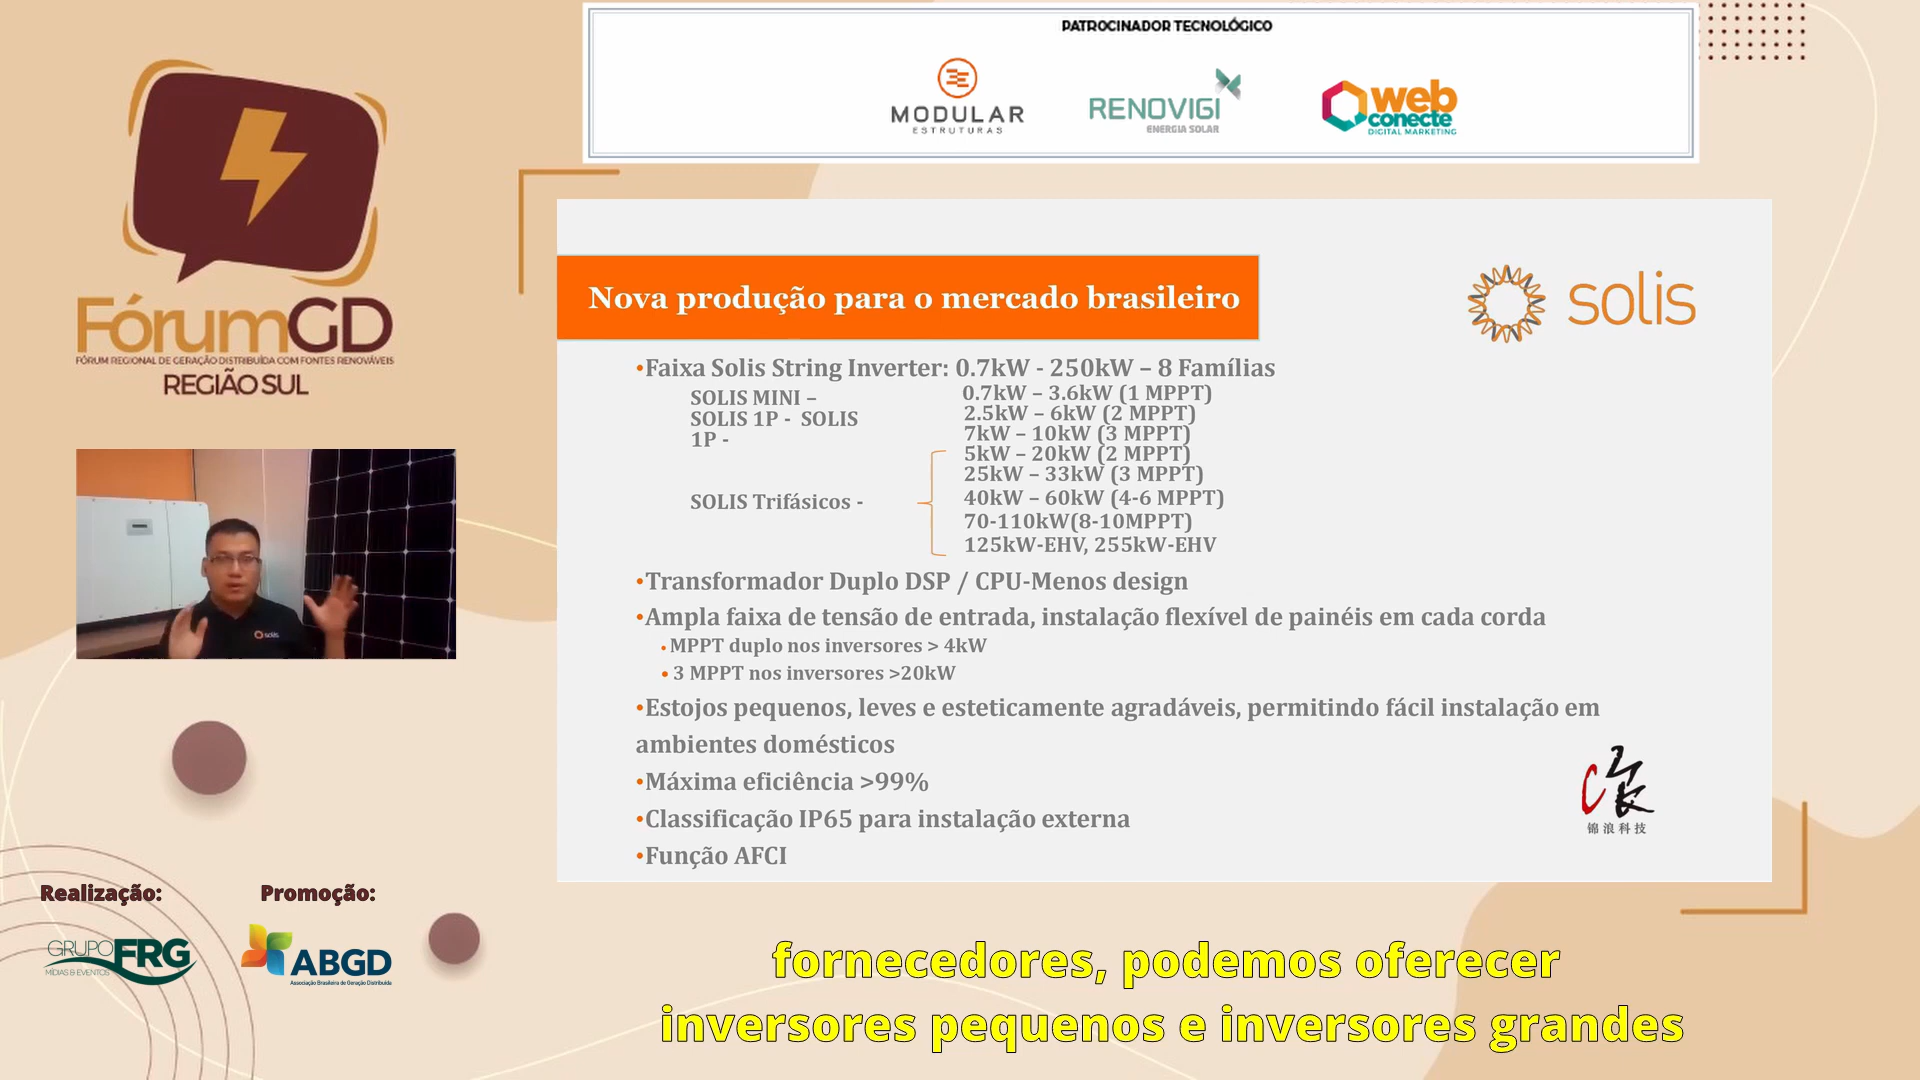 PATROCINADOR TECNOLÓGICO
MODULAR
ESTRUTURAS
RENOVIGI
ENERGIA SOLAR
web
conecte
DIGITAL MARKETING
FórumGD
FÓRUM REGIONAL DE GERAÇÃO DISTRIBUÍDA COM FONTES RENOVÁVEIS
REGIÃO SUL
Nova produção para o mercado brasileiro
solis
•Faixa Solis String Inverter: 0.7kW - 250kW – 8 Famílias
SOLIS MINI –
SOLIS 1P - SOLIS
1P -
0.7kW – 3.6kW (1 MPPT)
2.5kW – 6kW (2 MPPT)
7kW – 10kW (3 MPPT)
5kW – 20kW (2 MPPT)
25kW – 33kW (3 MPPT)
SOLIS Trifásicos -
40kW – 60kW (4-6 MPPT)
70-110kW(8-10MPPT)
125kW-EHV, 255kW-EHV
•Transformador Duplo DSP / CPU-Menos design
•Ampla faixa de tensão de entrada, instalação flexível de painéis em cada corda
•MPPT duplo nos inversores > 4kW
• 3 MPPT nos inversores >20kW
•Estojos pequenos, leves e esteticamente agradáveis, permitindo fácil instalação em
ambientes domésticos
•Máxima eficiência >99%
•Classificação IP65 para instalação externa
•Função AFCI
锦浪科技
solis
Realização:
GRUPO FRG
MÍDIAS & EVENTOS
Promoção:
ABGD
Associação Brasileira de Geração Distribuída
fornecedores, podemos oferecer
inversores pequenos e inversores grandes